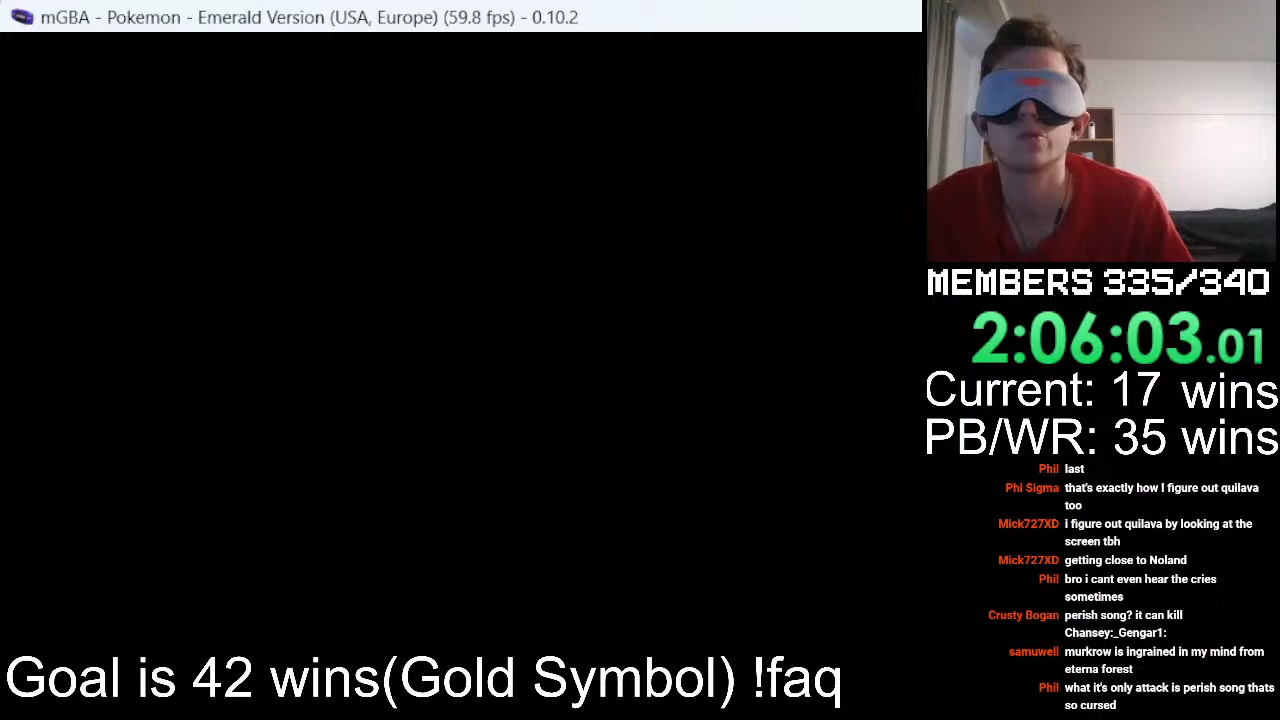 mGBA - Pokemon - Emerald Version (USA, Europe) (59.8 fps) - 0.10.2
MEMBERS 335/340
2:06:03.01
Current: 17 wins
PB/WR: 35 wins
Phil last
Phi Sigma that's exactly how I figure out quilava
too
Mick727XD i figure out quilava by looking at the
screen tbh
Mick727XD getting close to Noland
Phil bro i cant even hear the cries
sometimes
Crusty Bogan perish song? it can kill
Chansey:_Gengar1:
samuwell murkrow is ingrained in my mind from
eterna forest
Phil what it's only attack is perish song thats
so cursed
Goal is 42 wins(Gold Symbol) !faq